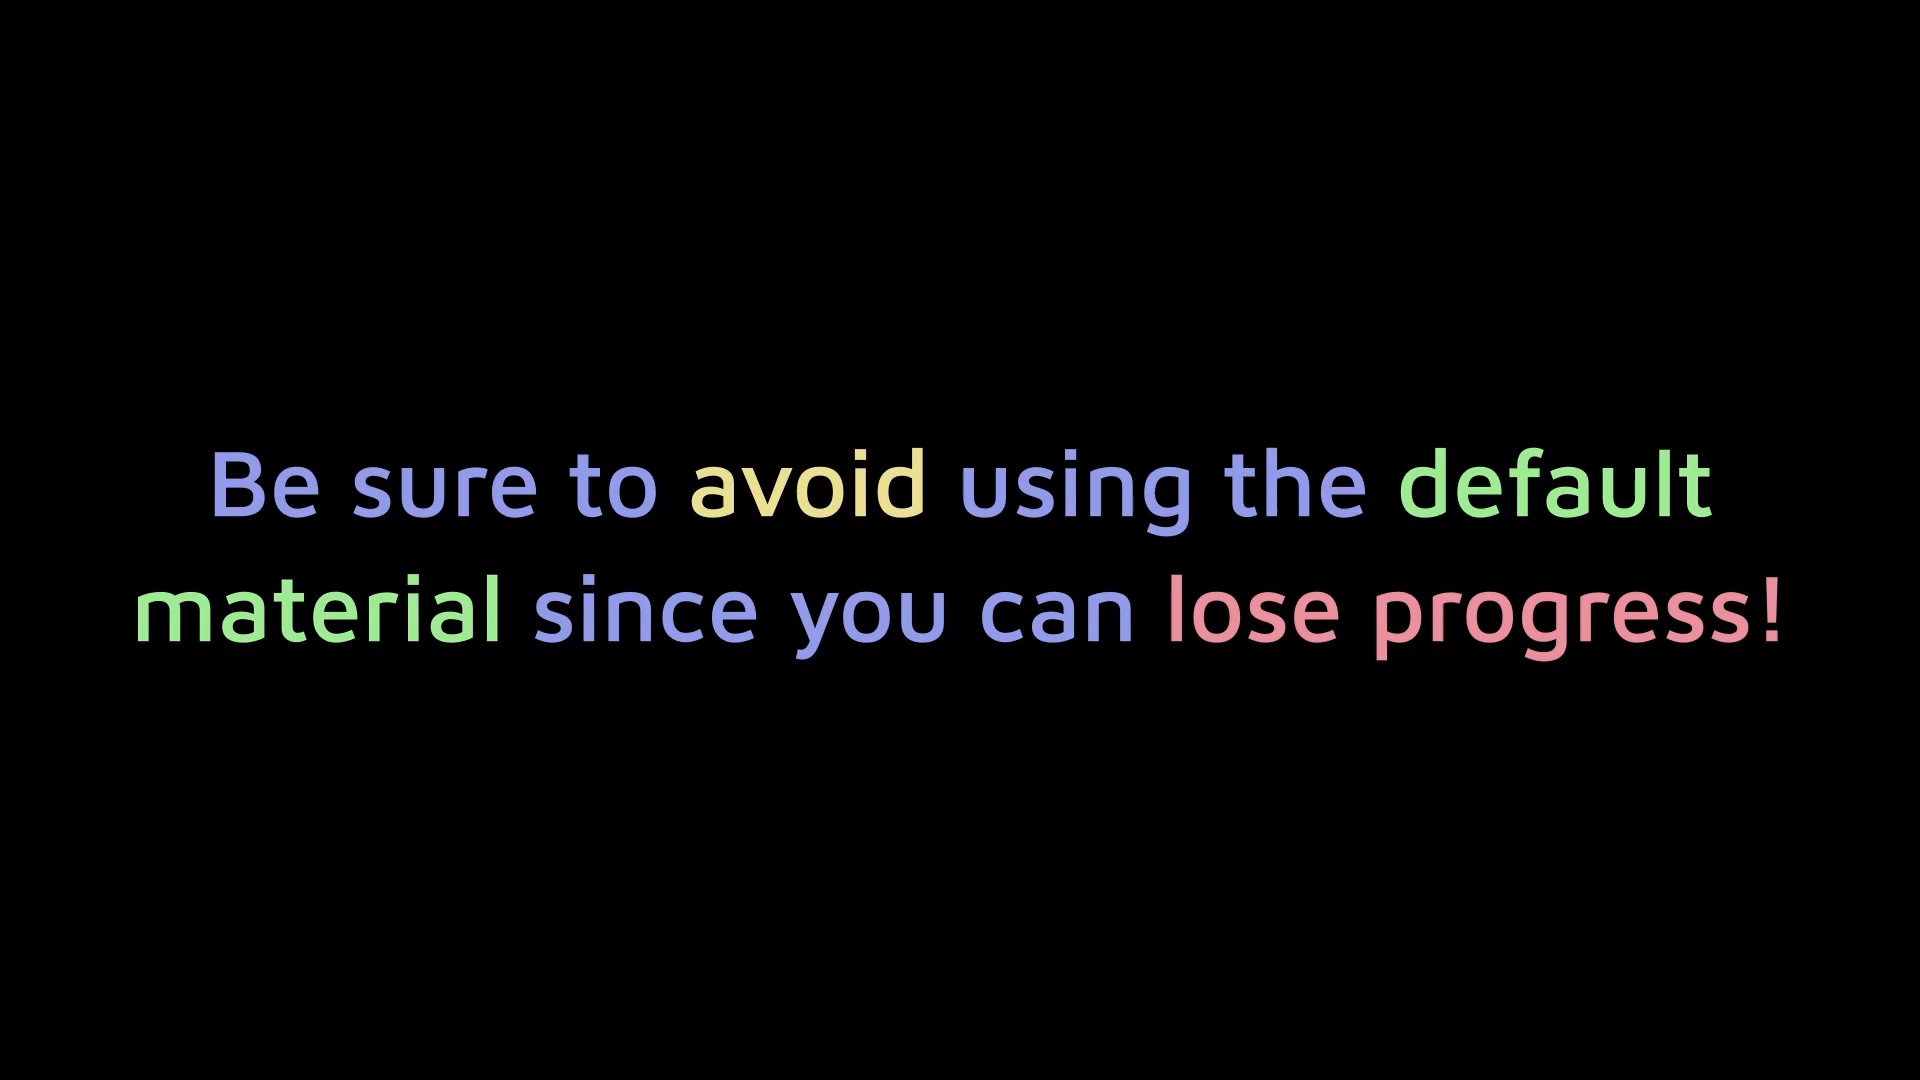 Be sure to avoid using the default
material since you can lose progress!